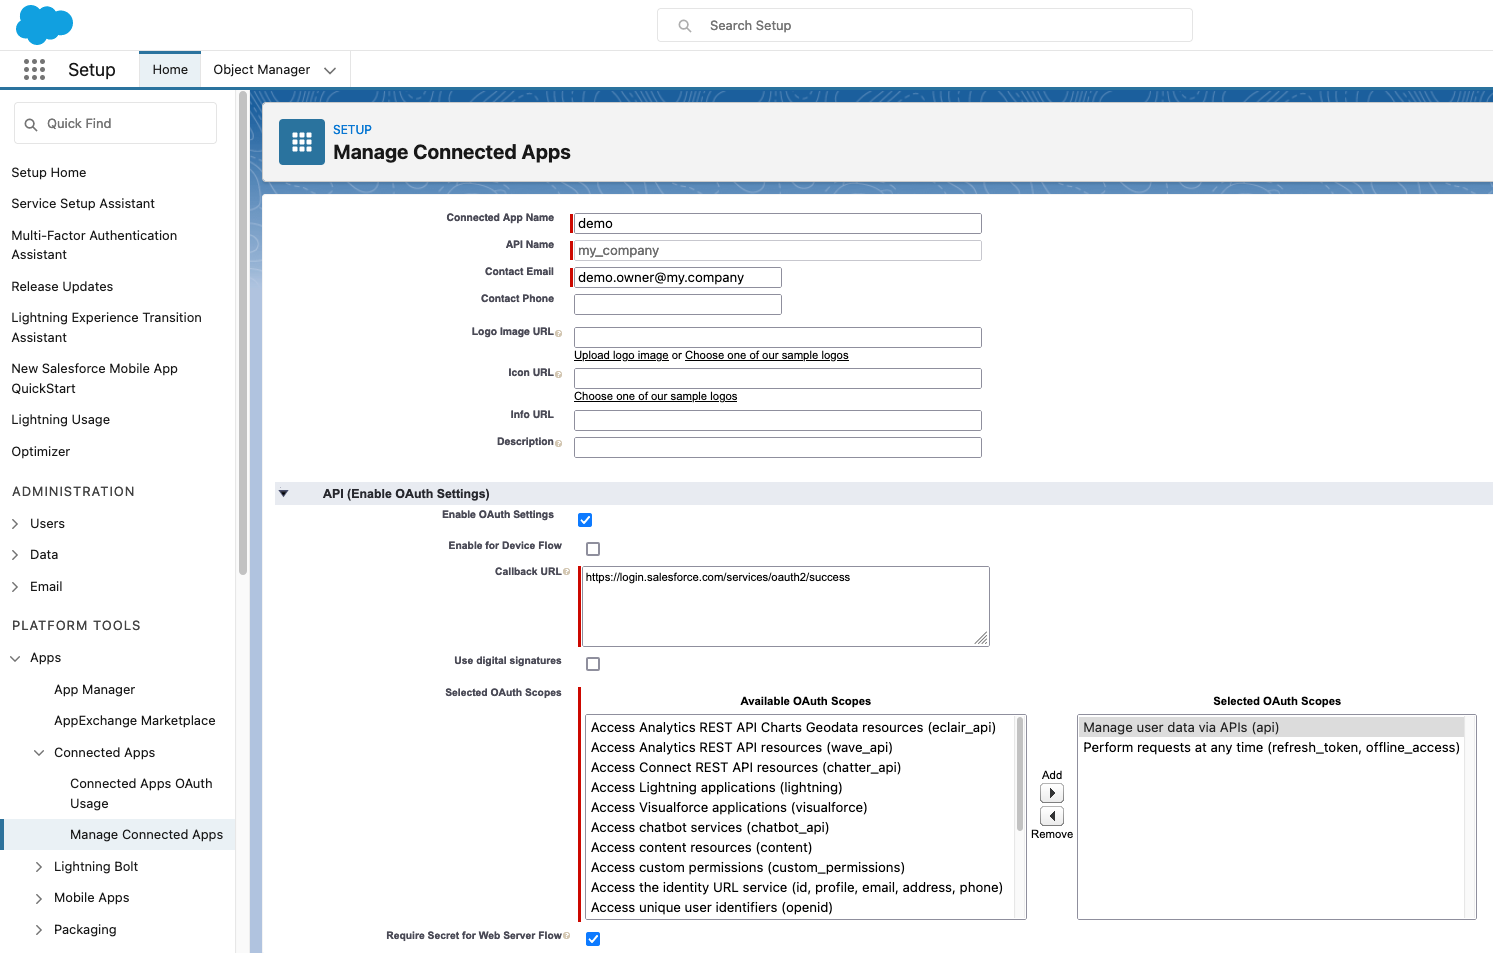 Search Setup
Setup
Home
Object Manager
Quick Find
Setup Home
Service Setup Assistant
Multi-Factor Authentication
Assistant
Release Updates
Lightning Experience Transition
Assistant
New Salesforce Mobile App
QuickStart
Lightning Usage
Optimizer
ADMINISTRATION
Users
Data
Email
PLATFORM TOOLS
Apps
App Manager
AppExchange Marketplace
Connected Apps
Connected Apps OAuth
Usage
Manage Connected Apps
Lightning Bolt
Mobile Apps
Packaging
SETUP
Manage Connected Apps
Connected App Name demo
API Name my_company
Contact Email demo.owner@my.company
Contact Phone
Logo Image URL
Upload logo image or Choose one of our sample logos
Icon URL
Choose one of our sample logos
Info URL
Description
API (Enable OAuth Settings)
Enable OAuth Settings
Enable for Device Flow
Callback URL https://login.salesforce.com/services/oauth2/success
Use digital signatures
Selected OAuth Scopes
Available OAuth Scopes
Access Analytics REST API Charts Geodata resources (eclair_api)
Access Analytics REST API resources (wave_api)
Access Connect REST API resources (chatter_api)
Access Lightning applications (lightning)
Access Visualforce applications (visualforce)
Access chatbot services (chatbot_api)
Access content resources (content)
Access custom permissions (custom_permissions)
Access the identity URL service (id, profile, email, address, phone)
Access unique user identifiers (openid)
Add
Remove
Selected OAuth Scopes
Manage user data via APIs (api)
Perform requests at any time (refresh_token, offline_access)
Require Secret for Web Server Flow